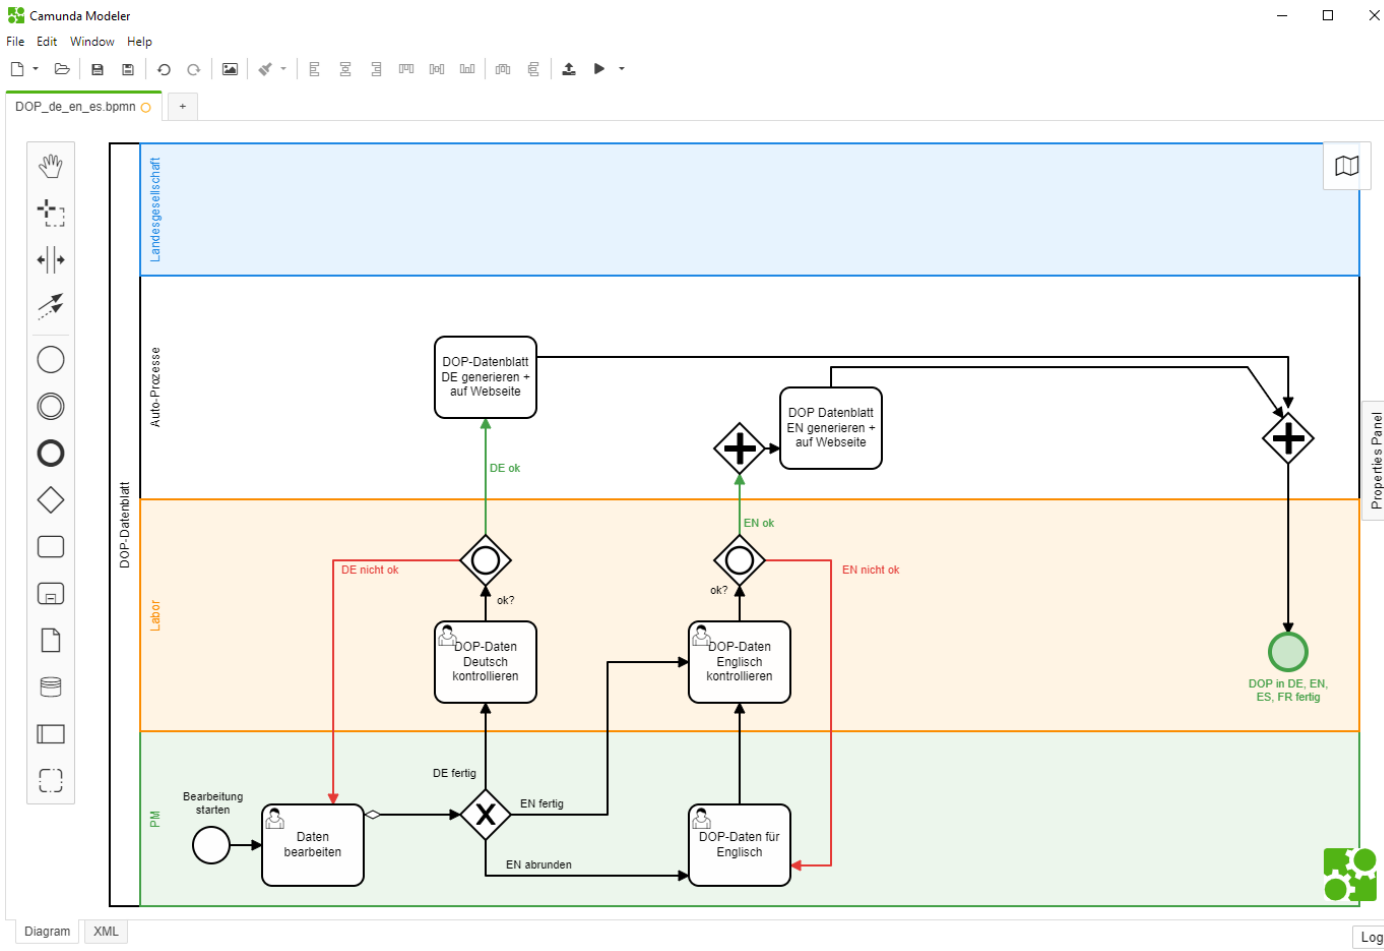 Camunda Modeler
File Edit Window Help
DOP_de_en_es.bpmn
+
Landesgesellschaft
Auto-Prozesse
DOP-Datenblatt
DE generieren +
auf Webseite
DOP Datenblatt
EN generieren +
auf Webseite
Properties Panel
DE ok
DOP-Datenblatt
EN ok
DE nicht ok
EN nicht ok
ok?
ok?
Labor
DOP-Daten
Deutsch
kontrollieren
DOP-Daten
Englisch
kontrollieren
DOP in DE, EN,
ES, FR fertig
DE fertig
Bearbeitung
starten
EN fertig
PM
Daten
bearbeiten
DOP-Daten für
Englisch
EN abrunden
Diagram XML
Log